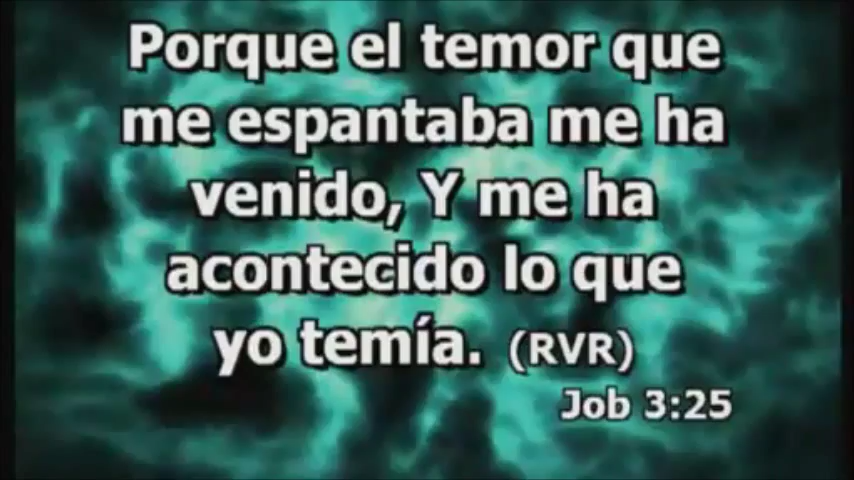 Porque el temor que
me espantaba me ha
venido, Y me ha
acontecido lo que
yo temía. (RVR)
Job 3:25